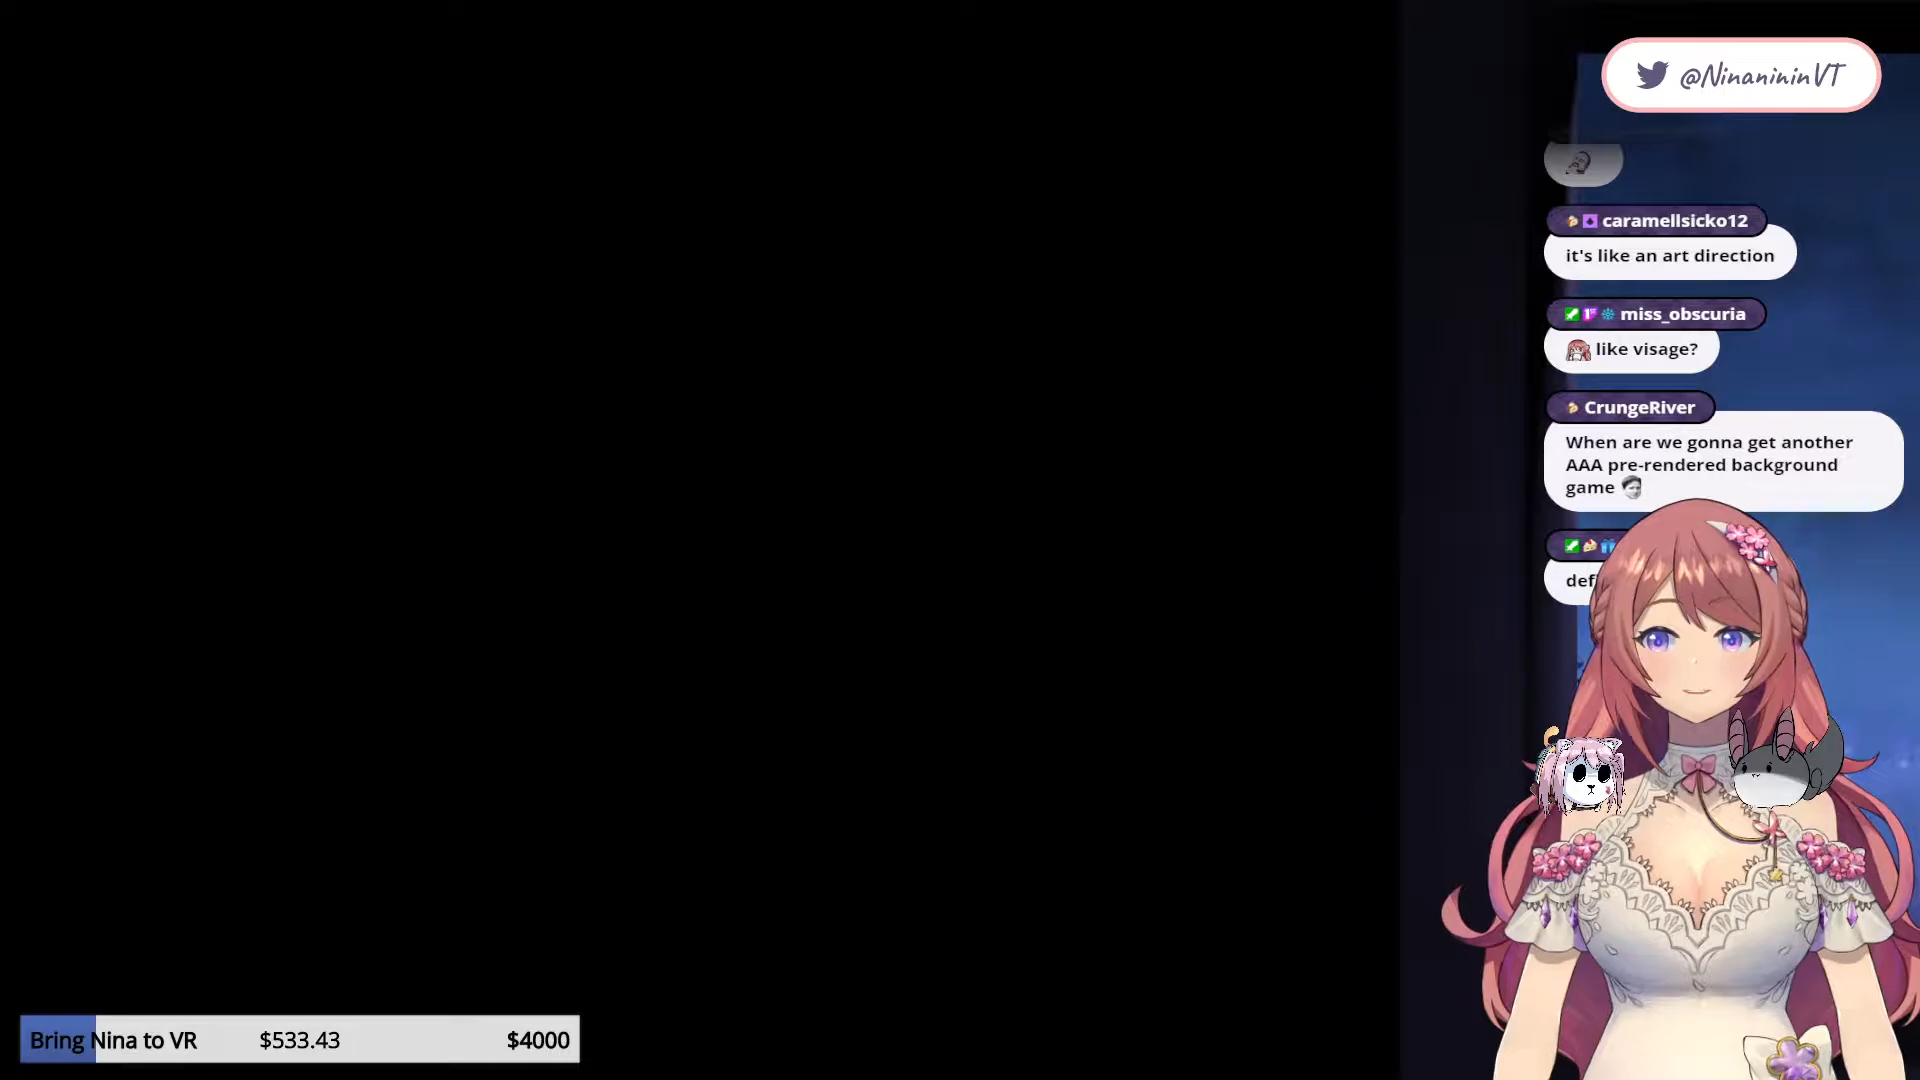 @NinanininVT
caramellsicko12
it's like an art direction
miss_obscuria
like visage?
CrungeRiver
When are we gonna get another
AAA pre-rendered background
game
def
Bring Nina to VR $533.43 $4000